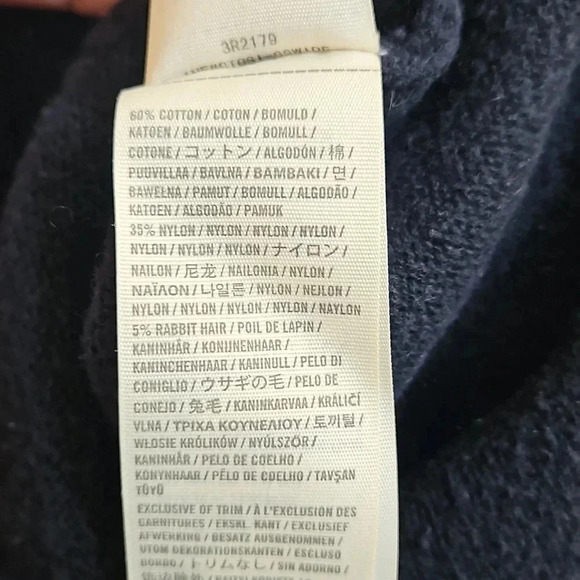 3R2179
60% COTTON / COTON / BOMULD /
KATOEN / BAUMWOLLE / BOMULL /
COTONE / コットン / ALGODÓN / 棉 /
PUUVILLAA / BAVLNA / ΒΑΜΒΑΚΙ / 면 /
BAWEŁNA / PAMUT / BOMULL / ALGODÃO /
KATOEN / ALGODÃO / PAMUK
35% NYLON / NYLON / NYLON / NYLON /
NYLON / NYLON / NYLON / ナイロン /
NAILON / 尼龙 / NAILONIA / NYLON /
ΝΑΪΛΟΝ / 나일론 / NYLON / NEJLON /
NYLON / NYLON / NYLON / NYLON / NAYLON
5% RABBIT HAIR / POIL DE LAPIN /
KANINHÅR / KONIJNENHAAR /
KANINCHENHAAR / KANINULL / PELO DI
CONIGLIO / ウサギの毛 / PELO DE
CONEJO / 兔毛 / KANINKARVAA / KRÁLIČÍ
VLNA / ΤΡΙΧΑ ΚΟΥΝΕΛΙΟΥ / 토끼털 /
WŁOSIE KRÓLIKÓW / NYÚLSZŐR /
KANINHÅR / PELO DE COELHO /
KONYNHAAR / PÊLO DE COELHO / TAVŞAN
TÜYÜ
EXCLUSIVE OF TRIM / À L'EXCLUSION DES
GARNITURES / EKSKL. KANT / EXCLUSIEF
AFWERKING / BESATZ AUSGENOMMEN /
UTOM DEKORATIONSKANTEN / ESCLUSO
BORDO / トリムなし / SIN ADORNO /